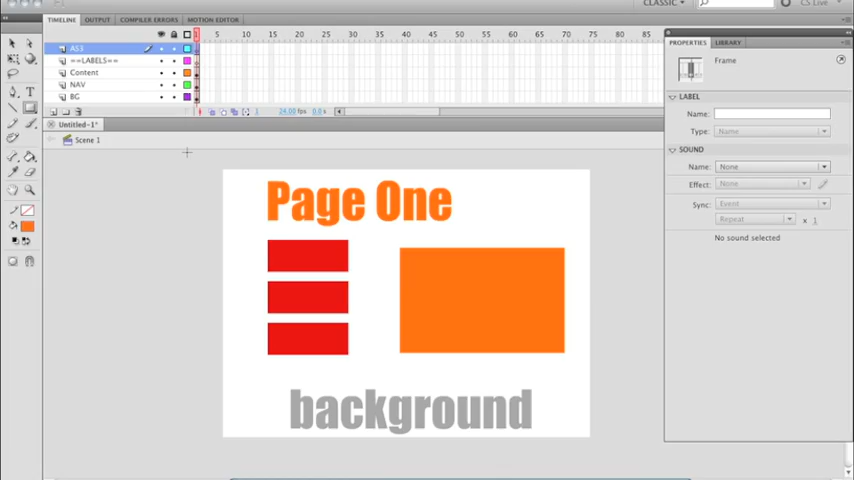 CLASSIC
CS Live
TIMELINE OUTPUT COMPILER ERRORS MOTION EDITOR
1 5 10 15 20 25 30 35 40 45 50 55 60 65 70 75 80 85
AS3
==LABELS==
Content
NAV
BG
1 24.00 fps 0.0 s
Untitled-1*
Scene 1
Page One
background
PROPERTIES LIBRARY
Frame
LABEL
Name:
Type: Name
SOUND
Name: None
Effect: None
Sync: Event
Repeat x 1
No sound selected